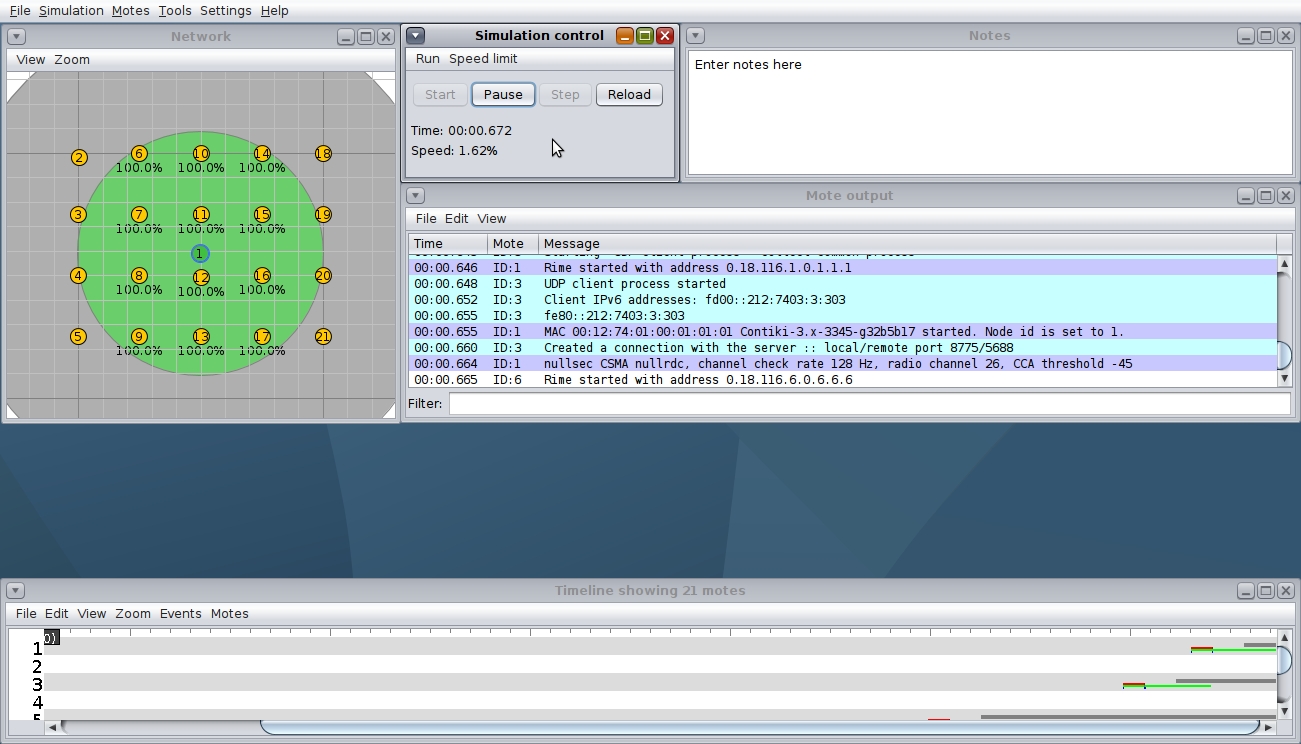 File Simulation Motes Tools Settings Help
Network
View Zoom
2 6 10 14 18
100.0% 100.0% 100.0%
3 7 11 15 19
100.0% 100.0% 100.0%
1
4 8 12 16 20
100.0% 100.0% 100.0%
5 9 13 17 21
100.0% 100.0% 100.0%
Simulation control
Run Speed limit
Start Pause Step Reload
Time: 00:00.672
Speed: 1.62%
Notes
Enter notes here
Mote output
File Edit View
Time Mote Message
00:00.646 ID:1 Rime started with address 0.18.116.1.0.1.1.1
00:00.648 ID:3 UDP client process started
00:00.652 ID:3 Client IPv6 addresses: fd00::212:7403:3:303
00:00.655 ID:3 fe80::212:7403:3:303
00:00.655 ID:1 MAC 00:12:74:01:00:01:01:01 Contiki-3.x-3345-g32b5b17 started. Node id is set to 1.
00:00.660 ID:3 Created a connection with the server :: local/remote port 8775/5688
00:00.664 ID:1 nullsec CSMA nullrdc, channel check rate 128 Hz, radio channel 26, CCA threshold -45
00:00.665 ID:6 Rime started with address 0.18.116.6.0.6.6.6
Filter:
Timeline showing 21 motes
File Edit View Zoom Events Motes
0)
1
2
3
4
5